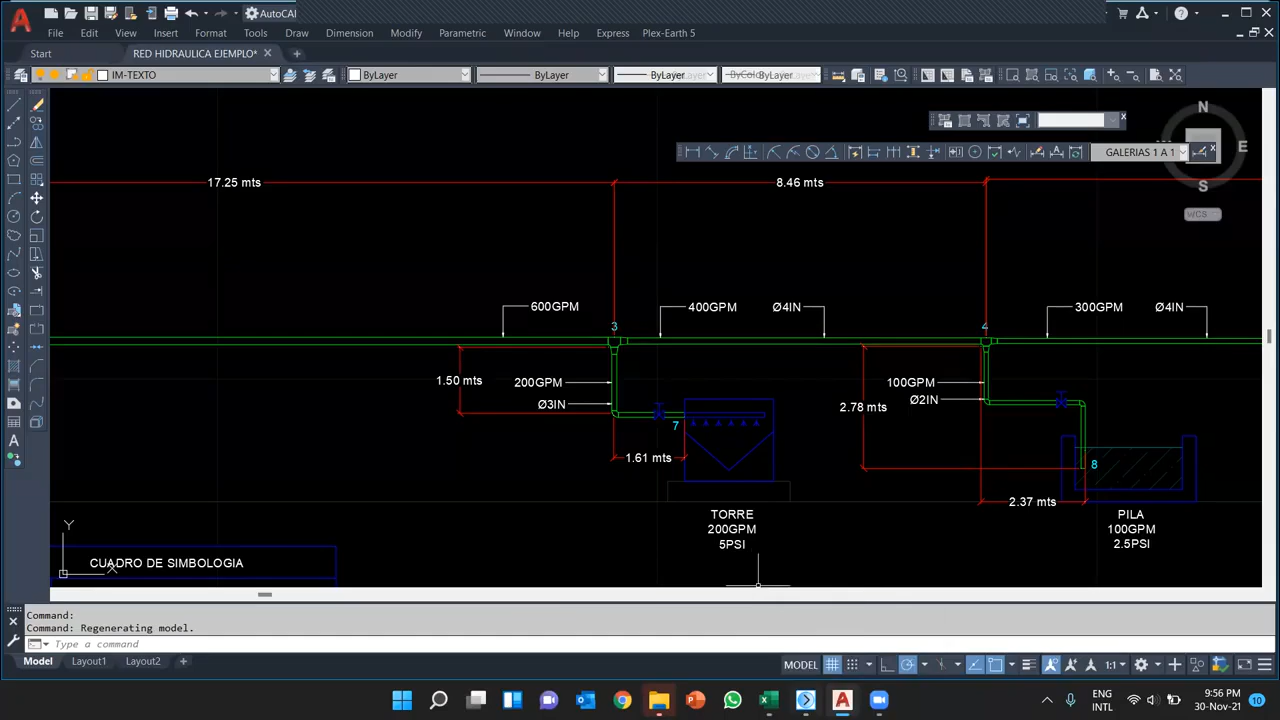 AutoCAI
File Edit View Insert Format Tools Draw Dimension Modify Parametric Window Help Express Plex-Earth 5
Start RED HIDRAULICA EJEMPLO*
IM-TEXTO ByLayer ByLayer ByLayer ByLayer
N
GALERIAS 1 A 1 E
S
17.25 mts 8.46 mts
WCS
600GPM 400GPM Ø4IN 300GPM Ø4IN
3 4
1.50 mts 200GPM 100GPM
Ø3IN Ø2IN
2.78 mts
7
1.61 mts
8
2.37 mts
TORRE
200GPM
5PSI
PILA
100GPM
2.5PSI
Y
X
CUADRO DE SIMBOLOGIA
Command:
Command: Regenerating model.
Type a command
Model Layout1 Layout2 MODEL 1:1
ENG
INTL
9:56 PM
30-Nov-21
10